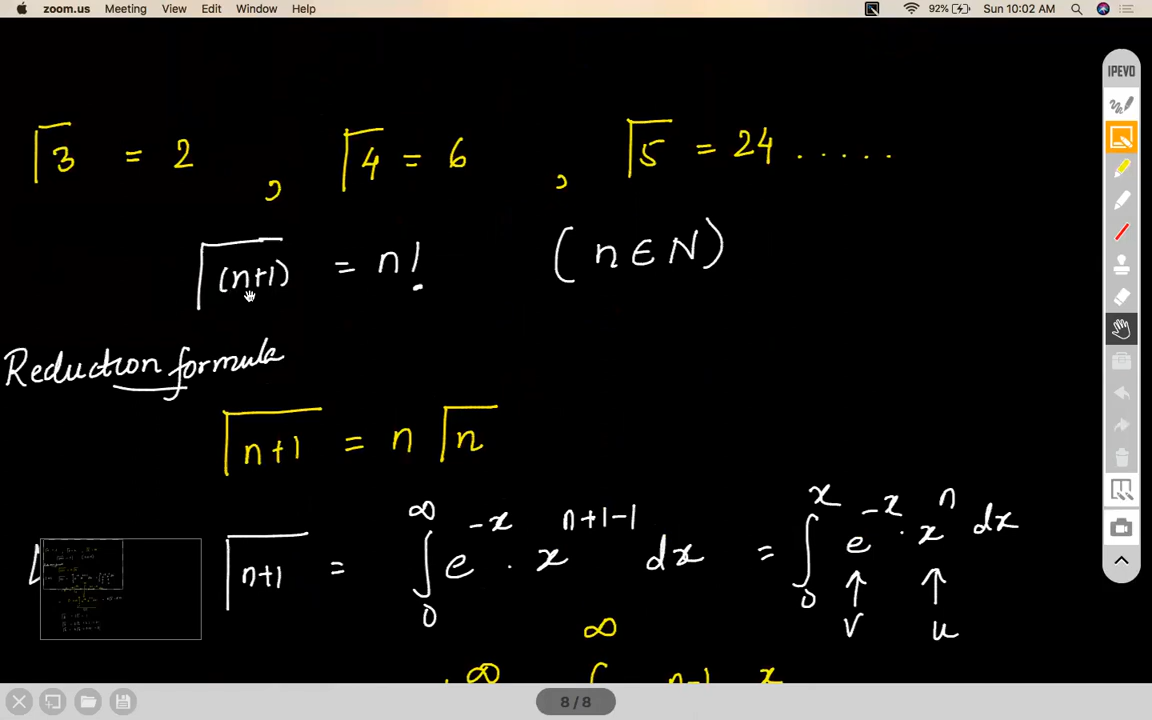 zoom.us Meeting View Edit Window Help 92% Sun 10:02 AM
IPEVO
Γ3 = 2 , Γ4 = 6 , Γ5 = 24 .....
Γ(n+1) = n! (n ∈ N)
Reduction formula
Γn+1 = n Γn
Γn+1 = ∫₀^∞ e^-x . x^n+1-1 dx = ∫₀^x e^-x . x^n dx
↑ ↑
V u
∞
∞ ∫ n-1 x
8 / 8